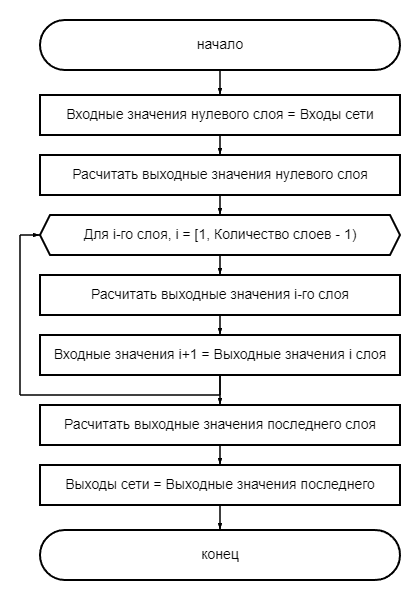 начало
Входные значения нулевого слоя = Входы сети
Расчитать выходные значения нулевого слоя
Для i-го слоя, i = [1, Количество слоев - 1)
Расчитать выходные значения i-го слоя
Входные значения i+1 = Выходные значения i слоя
Расчитать выходные значения последнего слоя
Выходы сети = Выходные значения последнего
конец